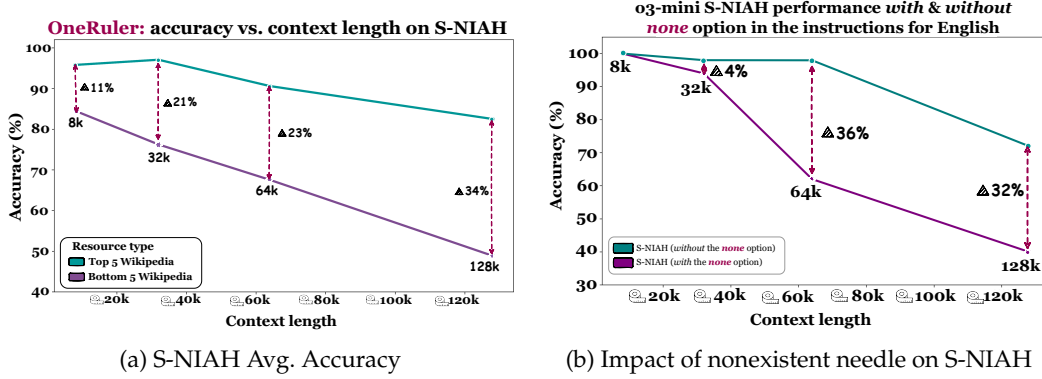 OneRuler: accuracy vs. context length on S-NIAH
Accuracy (%)
100
90
80
70
60
50
40
11%
21%
23%
34%
8k
32k
64k
128k
Resource type
Top 5 Wikipedia
Bottom 5 Wikipedia
20k
40k
60k
80k
100k
120k
Context length
(a) S-NIAH Avg. Accuracy
o3-mini S-NIAH performance with & without
none option in the instructions for English
Accuracy (%)
100
90
80
70
60
50
40
30
8k
32k
64k
128k
4%
36%
32%
S-NIAH (without the none option)
S-NIAH (with the none option)
20k
40k
60k
80k
100k
120k
Context length
(b) Impact of nonexistent needle on S-NIAH